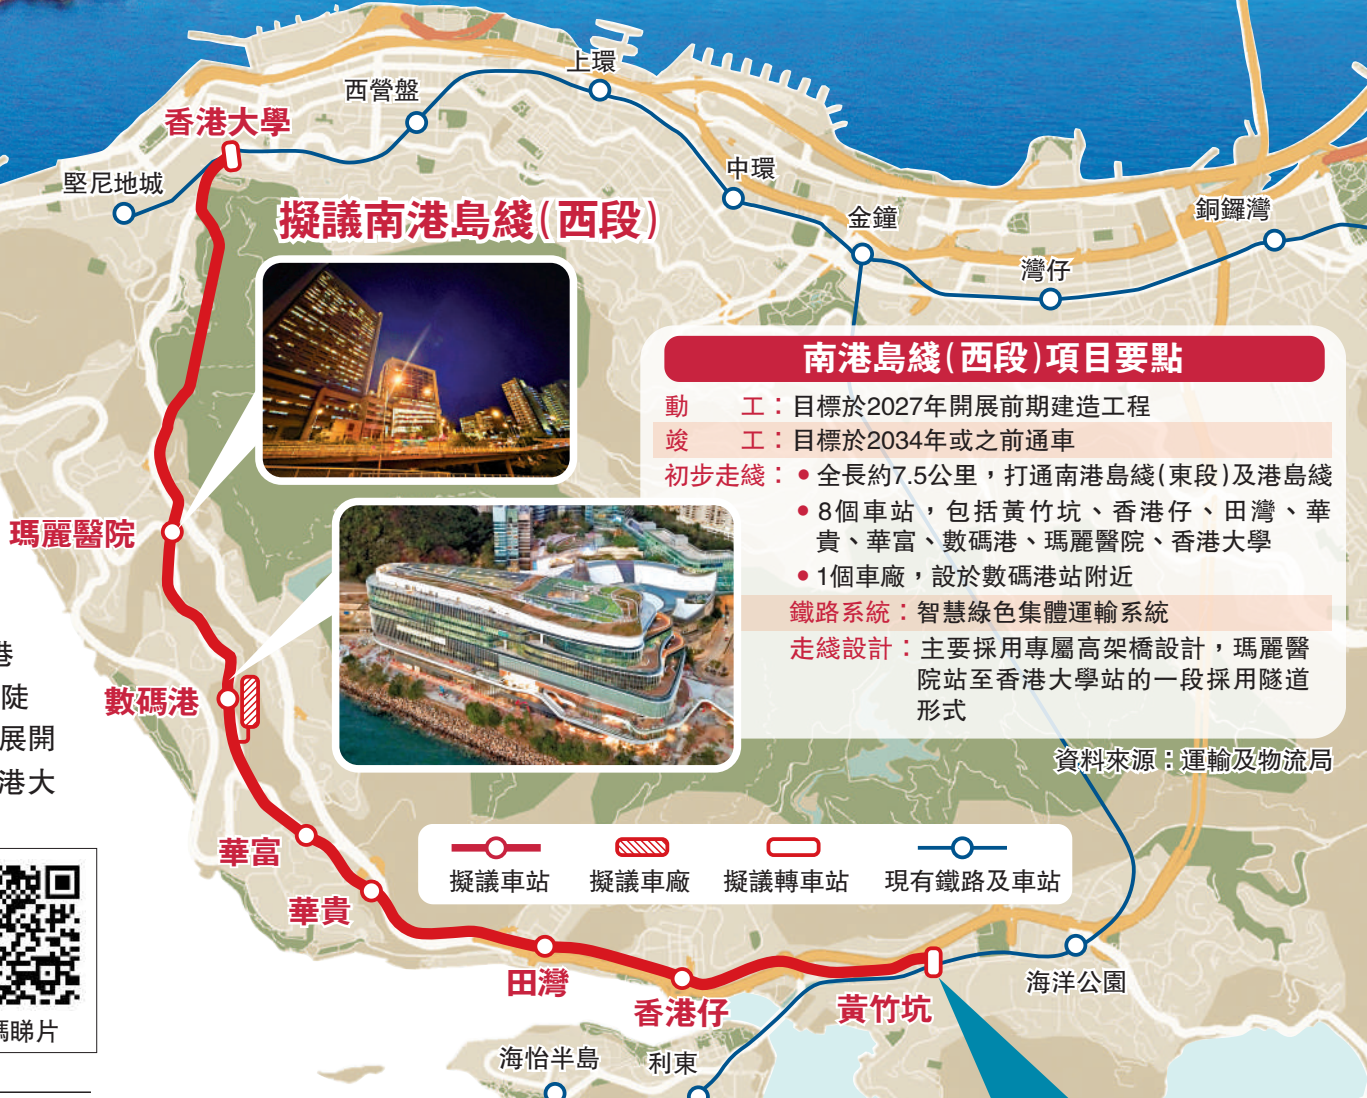 上環
西營盤
香港大學
中環
堅尼地城
金鐘
銅鑼灣
擬議南港島綫(西段)
灣仔
南港島綫(西段)項目要點
動　工：目標於2027年開展前期建造工程
竣　工：目標於2034年或之前通車
初步走綫：•全長約7.5公里，打通南港島綫(東段)及港島綫
•8個車站，包括黃竹坑、香港仔、田灣、華
貴、華富、數碼港、瑪麗醫院、香港大學
•1個車廠，設於數碼港站附近
鐵路系統：智慧綠色集體運輸系統
走綫設計：主要採用專屬高架橋設計，瑪麗醫
院站至香港大學站的一段採用隧道
形式
資料來源：運輸及物流局
瑪麗醫院
港
陡
展開
港大
數碼港
華富
華貴
擬議車站
擬議車廠
擬議轉車站
現有鐵路及車站
田灣
香港仔
黃竹坑
海洋公園
海怡半島
利東
碼睇片